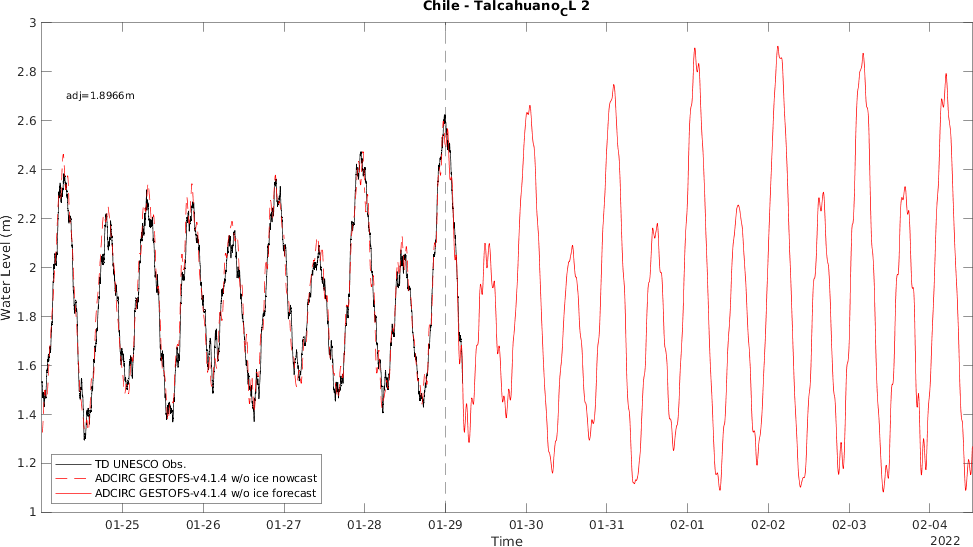 Chile - Talcahuano_CL 2
3
2.8
adj=1.8966m
2.6
2.4
2.2
2
1.8
1.6
1.4
1.2
1
Water Level (m)
TD UNESCO Obs.
ADCIRC GESTOFS-v4.1.4 w/o ice nowcast
ADCIRC GESTOFS-v4.1.4 w/o ice forecast
01-25 01-26 01-27 01-28 01-29 01-30 01-31 02-01 02-02 02-03 02-04
Time
2022